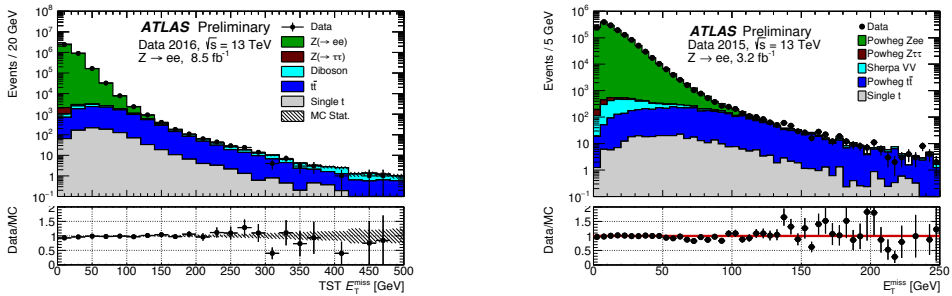 ATLAS Preliminary
Data 2016, √s = 13 TeV
Z → ee, 8.5 fb⁻¹
Data
Z(→ ee)
Z(→ ττ)
Diboson
tt̄
Single t
MC Stat.
Events / 20 GeV
10⁸
10⁷
10⁶
10⁵
10⁴
10³
10²
10
1
10⁻¹
Data/MC
2
1.5
1
0.5
0
0 50 100 150 200 250 300 350 400 450 500
TST E_T^miss [GeV]
ATLAS Preliminary
Data 2015, √s = 13 TeV
Z → ee, 3.2 fb⁻¹
Data
Powheg Zee
Powheg Zττ
Sherpa VV
Powheg tt̄
Single t
Events / 5 GeV
10⁶
10⁵
10⁴
10³
10²
10
1
10⁻¹
Data/MC
2
1.5
1
0.5
0
0 50 100 150 200 250
E_T^miss [GeV]